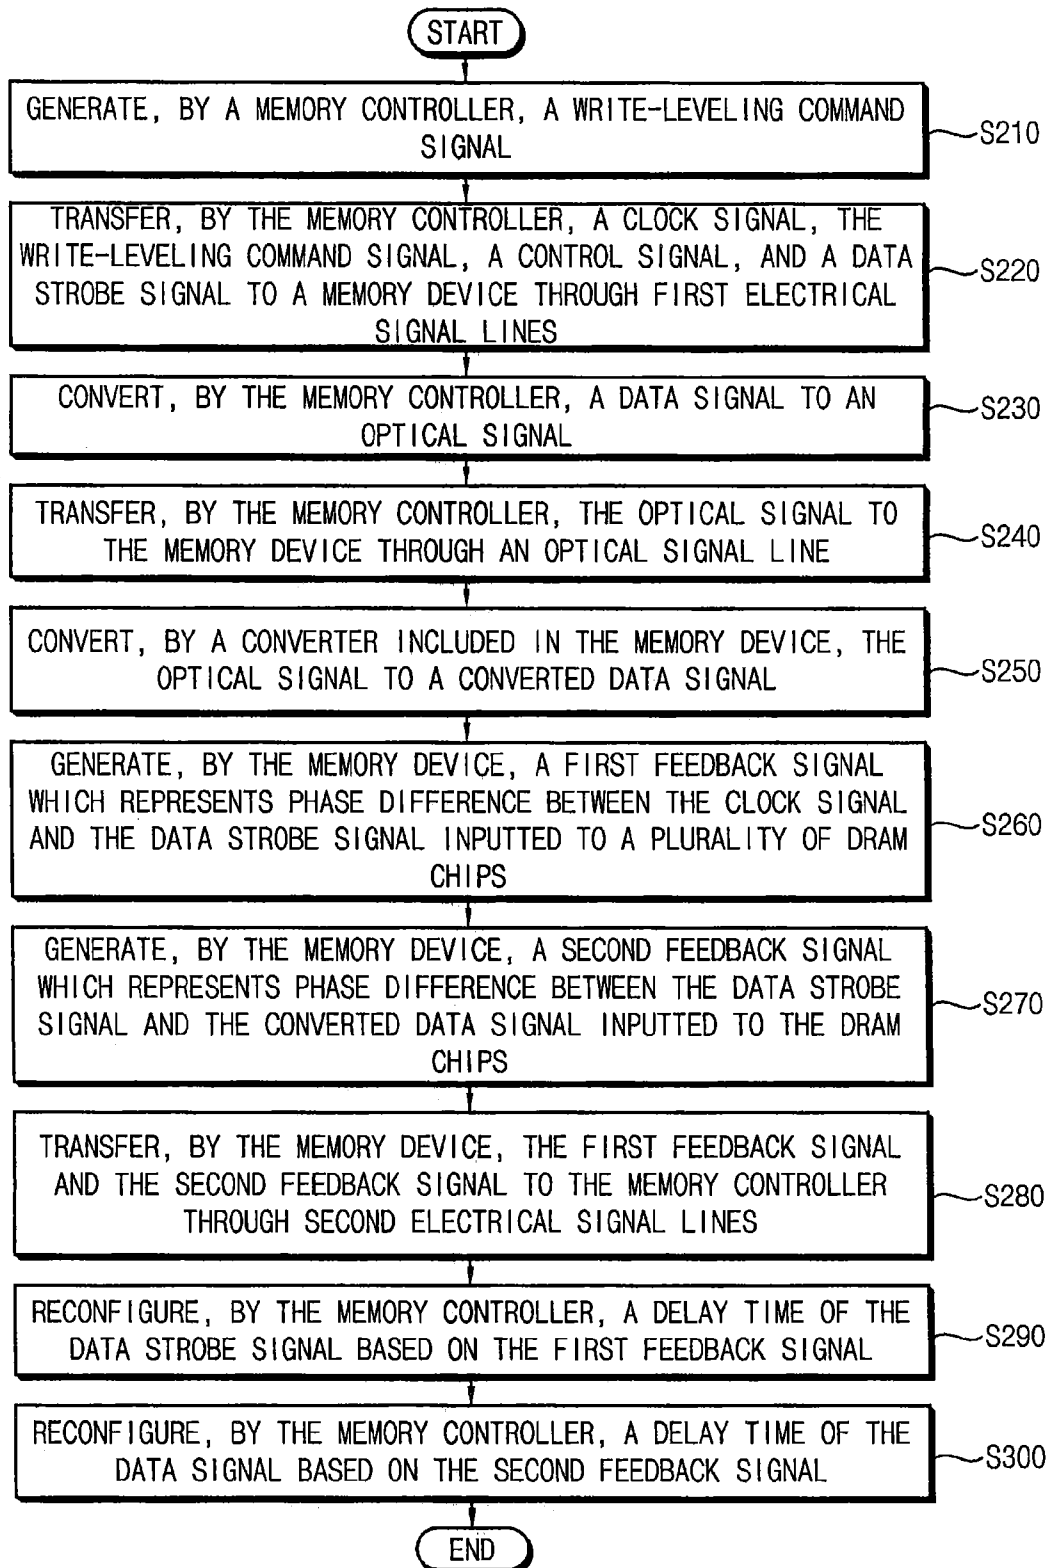 START
GENERATE, BY A MEMORY CONTROLLER, A WRITE-LEVELING COMMAND
SIGNAL
S210
TRANSFER, BY THE MEMORY CONTROLLER, A CLOCK SIGNAL, THE
WRITE-LEVELING COMMAND SIGNAL, A CONTROL SIGNAL, AND A DATA
STROBE SIGNAL TO A MEMORY DEVICE THROUGH FIRST ELECTRICAL
SIGNAL LINES
S220
CONVERT, BY THE MEMORY CONTROLLER, A DATA SIGNAL TO AN
OPTICAL SIGNAL
S230
TRANSFER, BY THE MEMORY CONTROLLER, THE OPTICAL SIGNAL TO
THE MEMORY DEVICE THROUGH AN OPTICAL SIGNAL LINE
S240
CONVERT, BY A CONVERTER INCLUDED IN THE MEMORY DEVICE, THE
OPTICAL SIGNAL TO A CONVERTED DATA SIGNAL
S250
GENERATE, BY THE MEMORY DEVICE, A FIRST FEEDBACK SIGNAL
WHICH REPRESENTS PHASE DIFFERENCE BETWEEN THE CLOCK SIGNAL
AND THE DATA STROBE SIGNAL INPUTTED TO A PLURALITY OF DRAM
CHIPS
S260
GENERATE, BY THE MEMORY DEVICE, A SECOND FEEDBACK SIGNAL
WHICH REPRESENTS PHASE DIFFERENCE BETWEEN THE DATA STROBE
SIGNAL AND THE CONVERTED DATA SIGNAL INPUTTED TO THE DRAM
CHIPS
S270
TRANSFER, BY THE MEMORY DEVICE, THE FIRST FEEDBACK SIGNAL
AND THE SECOND FEEDBACK SIGNAL TO THE MEMORY CONTROLLER
THROUGH SECOND ELECTRICAL SIGNAL LINES
S280
RECONFIGURE, BY THE MEMORY CONTROLLER, A DELAY TIME OF THE
DATA STROBE SIGNAL BASED ON THE FIRST FEEDBACK SIGNAL
S290
RECONFIGURE, BY THE MEMORY CONTROLLER, A DELAY TIME OF THE
DATA SIGNAL BASED ON THE SECOND FEEDBACK SIGNAL
S300
END